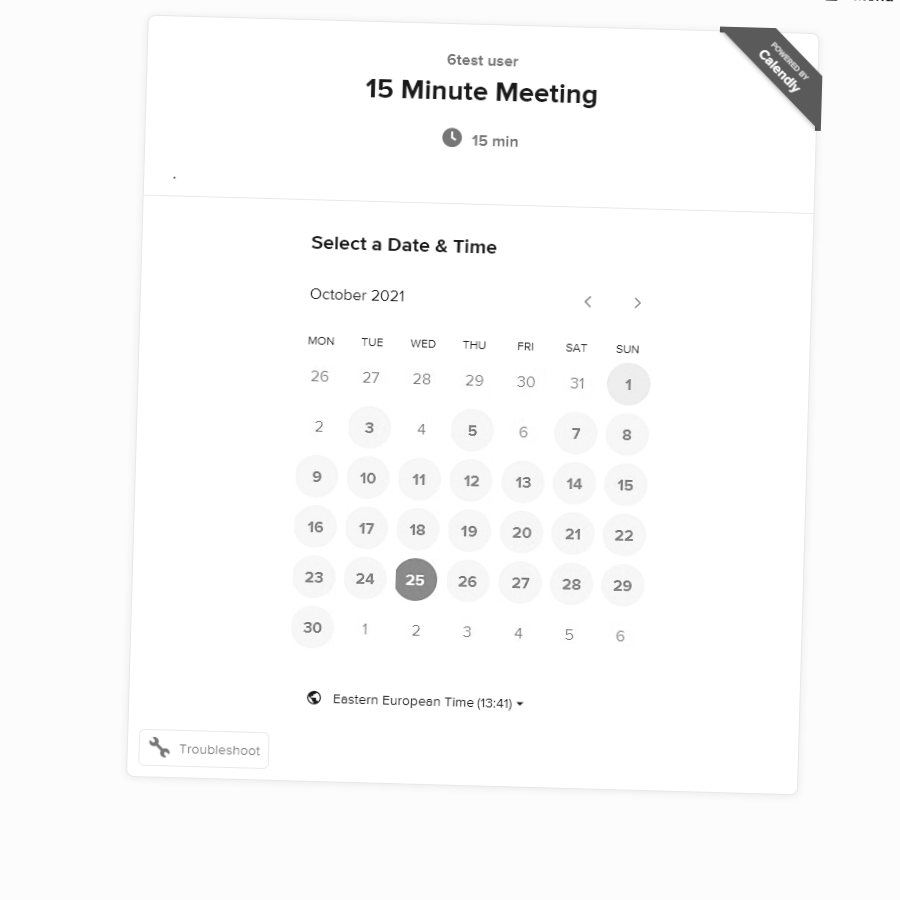 6test user
15 Minute Meeting
15 min
POWERED BY
Calendly
Select a Date & Time
October 2021
MON TUE WED THU FRI SAT SUN
26 27 28 29 30 31 1
2 3 4 5 6 7 8
9 10 11 12 13 14 15
16 17 18 19 20 21 22
23 24 25 26 27 28 29
30 1 2 3 4 5 6
Eastern European Time (13:41)
Troubleshoot